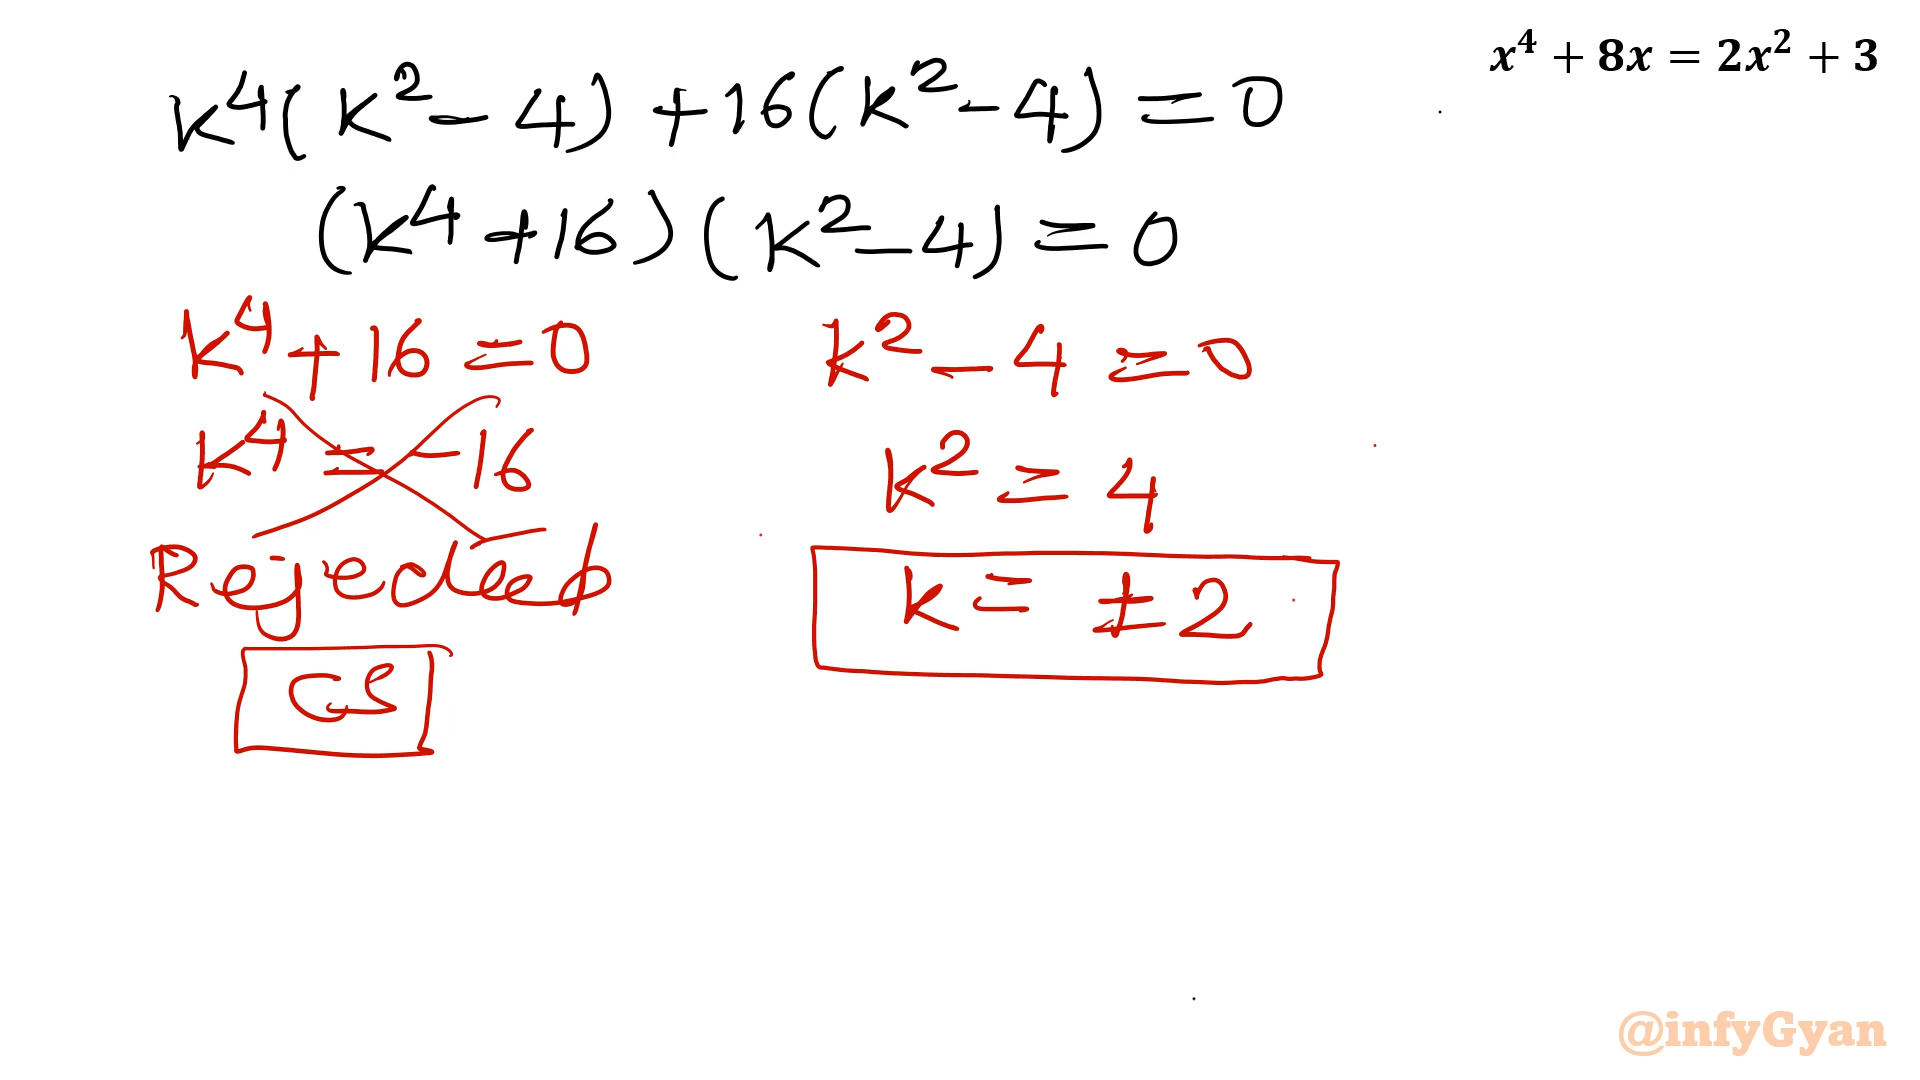 x⁴ + 8x = 2x² + 3
K⁴(K² − 4) + 16(K² − 4) = 0
(K⁴ + 16)(K² − 4) = 0
K⁴ + 16 = 0
K⁴ = −16
Rejected
CS
K² − 4 = 0
K² = 4
K = ±2
@infyGyan